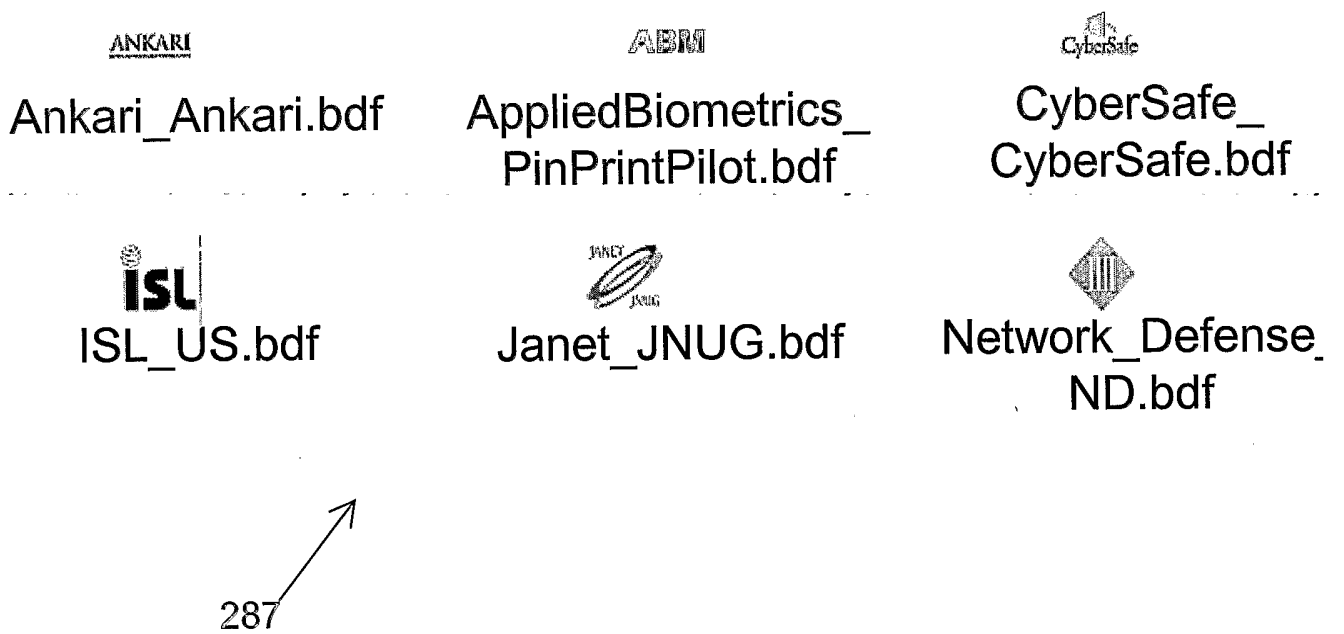 ANKARI
ABM
CyberSafe
Ankari_Ankari.bdf
AppliedBiometrics_
PinPrintPilot.bdf
CyberSafe_
CyberSafe.bdf
ISL
JANET
JNUG
ISL_US.bdf
Janet_JNUG.bdf
Network_Defense_
ND.bdf
287